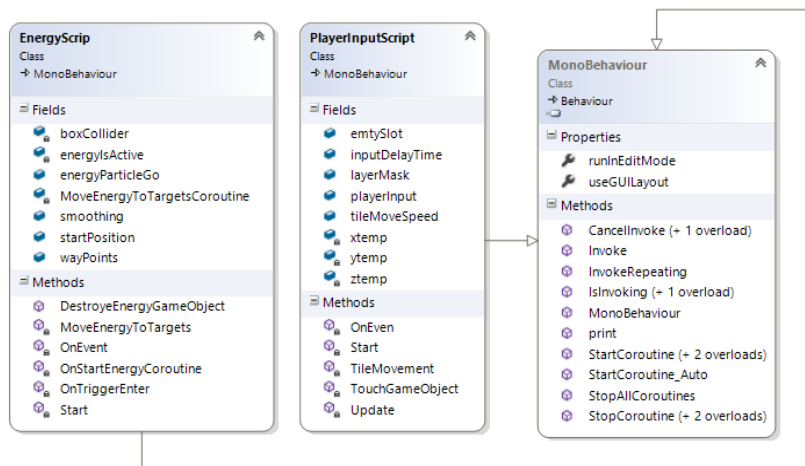 EnergyScrip
Class
MonoBehaviour
Fields
boxCollider
energyIsActive
energyParticleGo
MoveEnergyToTargetsCoroutine
smoothing
startPosition
wayPoints
Methods
DestroyeEnergyGameObject
MoveEnergyToTargets
OnEvent
OnStartEnergyCoroutine
OnTriggerEnter
Start
PlayerInputScript
Class
MonoBehaviour
Fields
emtySlot
inputDelayTime
layerMask
playerInput
tileMoveSpeed
xtemp
ytemp
ztemp
Methods
OnEven
Start
TileMovement
TouchGameObject
Update
MonoBehaviour
Class
Behaviour
Properties
runInEditMode
useGUILayout
Methods
CancelInvoke (+ 1 overload)
Invoke
InvokeRepeating
IsInvoking (+ 1 overload)
MonoBehaviour
print
StartCoroutine (+ 2 overloads)
StartCoroutine_Auto
StopAllCoroutines
StopCoroutine (+ 2 overloads)